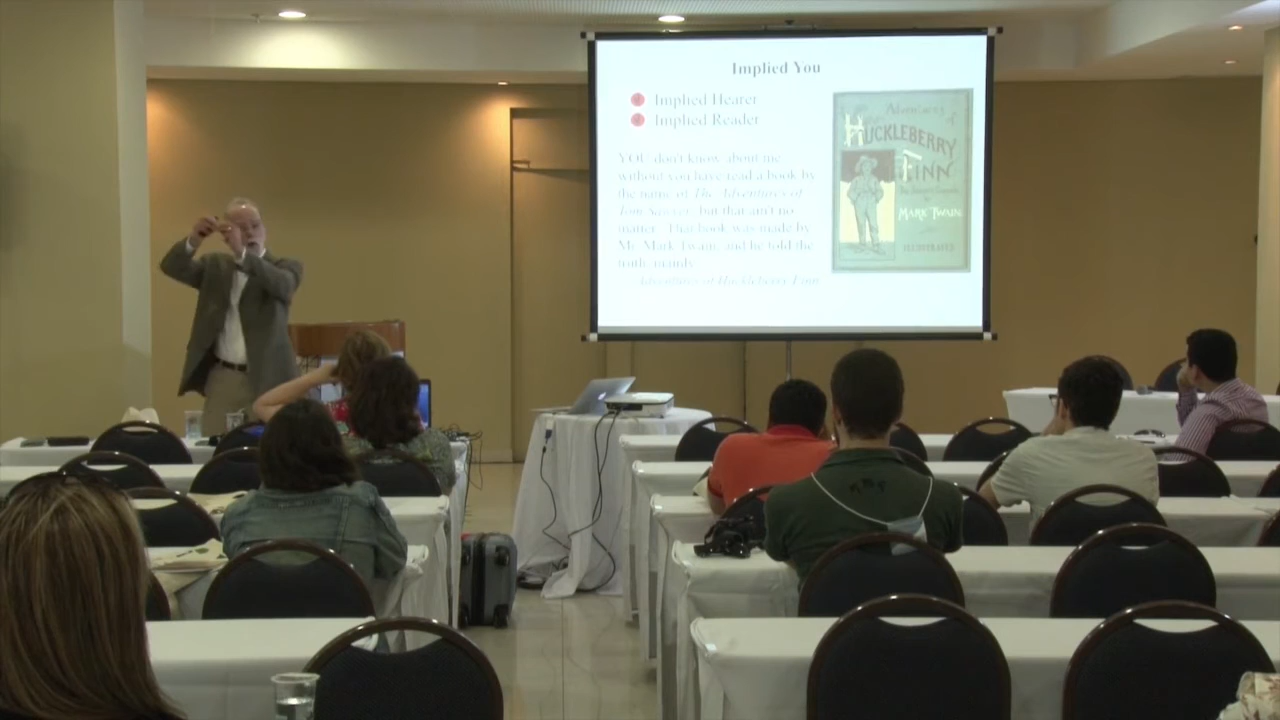 Implied You
Implied Hearer
Implied Reader
YOU don't know about me
without you have read a book by
the name of The Adventures of
Tom Sawyer; but that ain't no
matter. That book was made by
Mr. Mark Twain, and he told the
truth, mainly.
Adventures of Huckleberry Finn
Adventures
of
HUCKLEBERRY
FINN
MARK TWAIN
ILLUSTRATED